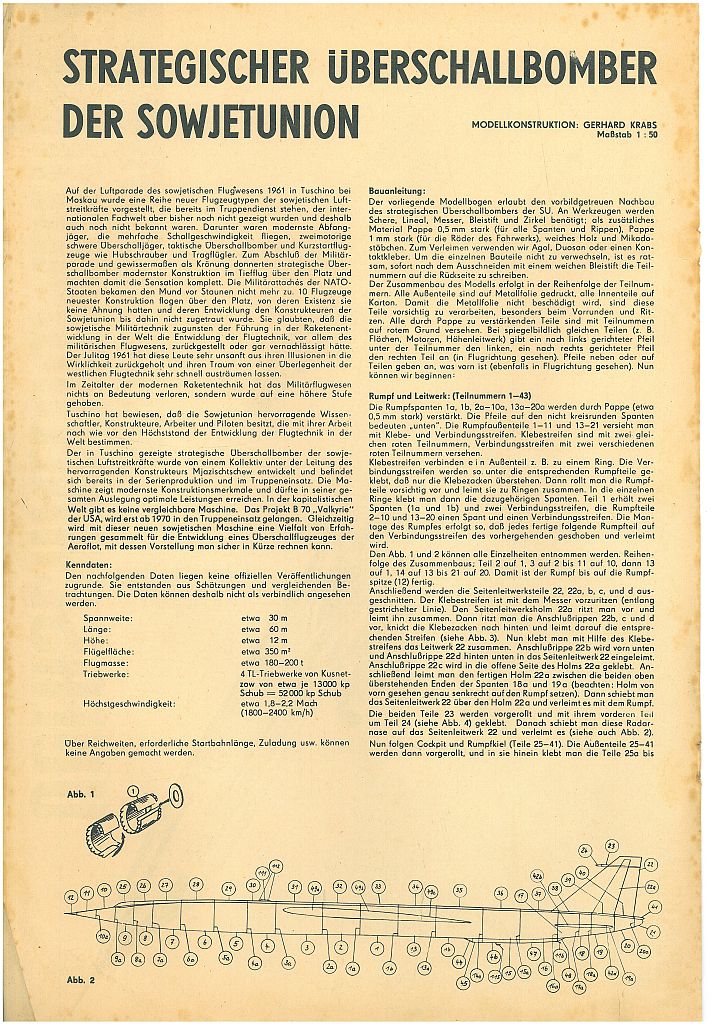 STRATEGISCHER ÜBERSCHALLBOMBER
DER SOWJETUNION
MODELLKONSTRUKTION: GERHARD KRABS
Maßstab 1 : 50
Auf der Luftparade des sowjetischen Flugwesens 1961 in Tuschino bei
Moskau wurde eine Reihe neuer Flugzeugtypen der sowjetischen Luft-
streitkräfte vorgestellt, die bereits im Truppendienst stehen, der inter-
nationalen Fachwelt aber bisher noch nicht gezeigt wurden und deshalb
auch noch nicht bekannt waren. Darunter waren modernste Abfang-
jäger, die mehrfache Schallgeschwindigkeit fliegen, zweimotorige
schwere Überschalljäger, taktische Überschallbomber und Kurzstartflug-
zeuge wie Hubschrauber und Tragflügler. Zum Abschluß der Militär-
parade und gewissermaßen als Krönung donnerten strategische Über-
schallbomber modernster Konstruktion im Tiefflug über den Platz und
machten damit die Sensation komplett. Die Militärattachés der NATO-
Staaten bekamen den Mund vor Staunen nicht mehr zu. 10 Flugzeuge
neuester Konstruktion flogen über den Platz, von deren Existenz sie
keine Ahnung hatten und deren Entwicklung den Konstrukteuren der
Sowjetunion bis dahin nicht zugetraut wurde. Sie glaubten, daß die
sowjetische Militärtechnik zugunsten der Führung in der Raketenent-
wicklung in der Welt die Entwicklung der Flugtechnik, vor allem des
militärischen Flugwesens, zurückgestellt oder gar vernachlässigt hätte.
Der Julitag 1961 hat diese Leute sehr unsanft aus ihren Illusionen in die
Wirklichkeit zurückgeholt und ihren Traum von einer Überlegenheit der
westlichen Flugtechnik sehr schnell austräumen lassen.
Im Zeitalter der modernen Raketentechnik hat das Militärflugwesen
nichts an Bedeutung verloren, sondern wurde auf eine höhere Stufe
gehoben.
Tuschino hat bewiesen, daß die Sowjetunion hervorragende Wissen-
schaftler, Konstrukteure, Arbeiter und Piloten besitzt, die mit ihrer Arbeit
nach wie vor den Höchststand der Entwicklung der Flugtechnik in der
Welt bestimmen.
Der in Tuschino gezeigte strategische Überschallbomber der sowje-
tischen Luftstreitkräfte wurde von einem Kollektiv unter der Leitung des
hervorragenden Konstrukteurs Mjasischtschew entwickelt und befindet
sich bereits in der Serienproduktion und im Truppeneinsatz. Die Ma-
schine zeigt modernste Konstruktionsmerkmale und dürfte in seiner ge-
samten Auslegung optimale Leistungen erreichen. In der kapitalistischen
Welt gibt es keine vergleichbare Maschine. Das Projekt B 70 „Valkyrie"
der USA, wird erst ab 1970 in den Truppeneinsatz gelangen. Gleichzeitig
wird mit dieser neuen sowjetischen Maschine eine Vielfalt von Erfah-
rungen gesammelt für die Entwicklung eines Überschallflugzeuges der
Aeroflot, mit dessen Vorstellung man sicher in Kürze rechnen kann.
Kenndaten:
Den nachfolgenden Daten liegen keine offiziellen Veröffentlichungen
zugrunde. Sie entstanden aus Schätzungen und vergleichenden Be-
trachtungen. Die Daten können deshalb nicht als verbindlich angesehen
werden.
Spannweite: etwa 30 m
Länge: etwa 60 m
Höhe: etwa 12 m
Flügelfläche: etwa 350 m²
Flugmasse: etwa 180—200 t
Triebwerke: 4 TL-Triebwerke von Kusnet-
zow von etwa je 13000 kp
Schub = 52000 kp Schub
Höchstgeschwindigkeit: etwa 1,8—2,2 Mach
(1800-2400 km/h)
Über Reichweiten, erforderliche Startbahnlänge, Zuladung usw. können
keine Angaben gemacht werden.
Bauanleitung:
Der vorliegende Modellbogen erlaubt den vorbildgetreuen Nachbau
des strategischen Überschallbombers der SU. An Werkzeugen werden
Schere, Lineal, Messer, Bleistift und Zirkel benötigt; als zusätzliches
Material Pappe 0,5 mm stark (für alle Spanten und Rippen), Pappe
1 mm stark (für die Räder des Fahrwerks), weiches Holz und Mikado-
stäbchen. Zum Verleimen verwenden wir Agol, Duosan oder einen Kon-
taktkleber. Um die einzelnen Bauteile nicht zu verwechseln, ist es rat-
sam, sofort nach dem Ausschneiden mit einem weichen Bleistift die Teil-
nummern auf die Rückseite zu schreiben.
Der Zusammenbau des Modells erfolgt in der Reihenfolge der Teilnum-
mern. Alle Außenteile sind auf Metallfolie gedruckt, alle Innenteile auf
Karton. Damit die Metallfolie nicht beschädigt wird, sind diese
Teile vorsichtig zu verarbeiten, besonders beim Vorrunden und Rit-
zen. Alle durch Pappe zu verstärkenden Teile sind mit Teilnummern
auf rotem Grund versehen. Bei spiegelbildlich gleichen Teilen (z. B.
Flächen, Motoren, Höhenleitwerk) gibt ein nach links gerichteter Pfeil
unter der Teilnummer den linken, ein nach rechts gerichteter Pfeil
den rechten Teil an (in Flugrichtung gesehen). Pfeile neben oder auf
Teilen geben an, was vorn ist (ebenfalls in Flugrichtung gesehen). Nun
können wir beginnen:
Rumpf und Leitwerk: (Teilnummern 1—43)
Die Rumpfspanten 1a, 1b, 2a—10a, 13a—20a werden durch Pappe (etwa
0,5 mm stark) verstärkt. Die Pfeile auf den nicht kreisrunden Spanten
bedeuten „unten". Die Rumpfaußenteile 1—11 und 13—21 versieht man
mit Klebe- und Verbindungsstreifen. Klebestreifen sind mit zwei glei-
chen roten Teilnummern, Verbindungsstreifen mit zwei verschiedenen
roten Teilnummern versehen.
Klebestreifen verbinden e i n Außenteil z. B. zu einem Ring. Die Ver-
bindungsstreifen werden so unter die entsprechenden Rumpfteile ge-
klebt, daß nur die Klebezacken überstehen. Dann rollt man die Rumpf-
teile vorsichtig vor und leimt sie zu Ringen zusammen. In die einzelnen
Ringe klebt man dann die dazugehörigen Spanten. Teil 1 erhält zwei
Spanten (1a und 1b) und zwei Verbindungsstreifen, die Rumpfteile
2—10 und 13—20 einen Spant und einen Verbindungsstreifen. Die Mon-
tage des Rumpfes erfolgt so, daß jedes fertige folgende Rumpfteil auf
den Verbindungsstreifen des vorhergehenden geschoben und verleimt
wird.
Den Abb. 1 und 2 können alle Einzelheiten entnommen werden. Reihen-
folge des Zusammenbaus; Teil 2 auf 1, 3 auf 2 bis 11 auf 10, dann 13
auf 1, 14 auf 13 bis 21 auf 20. Damit ist der Rumpf bis auf die Rumpf-
spitze (12) fertig.
Anschließend werden die Seitenleitwerksteile 22, 22a, b, c, und d aus-
geschnitten. Der Klebestreifen ist mit dem Messer vorzuritzen (entlang
gestrichelter Linie). Den Seitenleitwerksholm 22a ritzt man vor und
leimt ihn zusammen. Dann ritzt man die Anschlußrippen 22b, c und d
vor, knickt die Klebezacken nach hinten und leimt darauf die entspre-
chenden Streifen (siehe Abb. 3). Nun klebt man mit Hilfe des Klebe-
streifens das Leitwerk 22 zusammen. Anschlußrippe 22b wird vorn unten
und Anschlußrippe 22d hinten unten in das Seitenleitwerk 22 eingeleimt.
Anschlußrippe 22c wird in die offene Seite des Holms 22a geklebt. An-
schließend leimt man den fertigen Holm 22a zwischen die beiden oben
überstehenden Enden der Spanten 18a und 19a (beachten: Holm von
vorn gesehen genau senkrecht auf den Rumpf setzen). Dann schiebt man
das Seitenleitwerk 22 über den Holm 22a und verleimt es mit dem Rumpf.
Die beiden Teile 23 werden vorgerollt und mit ihrem vorderen Teil
um Teil 24 (siehe Abb. 4) geklebt. Danach schiebt man diese Radar-
nase auf das Seitenleitwerk 22 und verleimt es (siehe auch Abb. 2).
Nun folgen Cockpit und Rumpfkiel (Teile 25—41). Die Außenteile 25—41
werden dann vorgerollt, und in sie hinein klebt man die Teile 25a bis
Abb. 1
1
Abb. 2